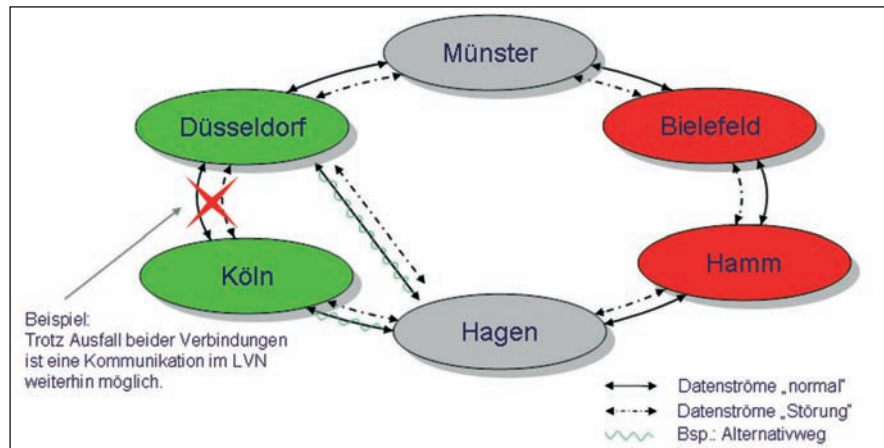 Münster
Düsseldorf
Bielefeld
Köln
Hamm
Hagen
Beispiel:
Trotz Ausfall beider Verbindungen
ist eine Kommunikation im LVN
weiterhin möglich.
Datenströme „normal"
Datenströme „Störung"
Bsp.: Alternativweg